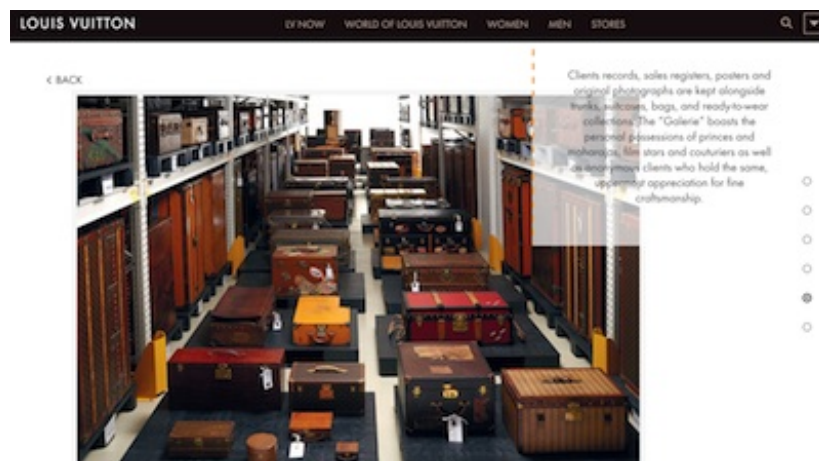 LOUIS VUITTON
LV NOW WORLD OF LOUIS VUITTON WOMEN MEN STORES
< BACK
Clients records, sales registers, posters and
original photographs are kept alongside
trunks, suitcases, bags, and ready-to-wear
collections. The "Galerie" boasts the
personal possessions of princes and
maharajas, film stars and couturiers as well
as anonymous clients who hold the same,
uppermost appreciation for fine
craftsmanship.